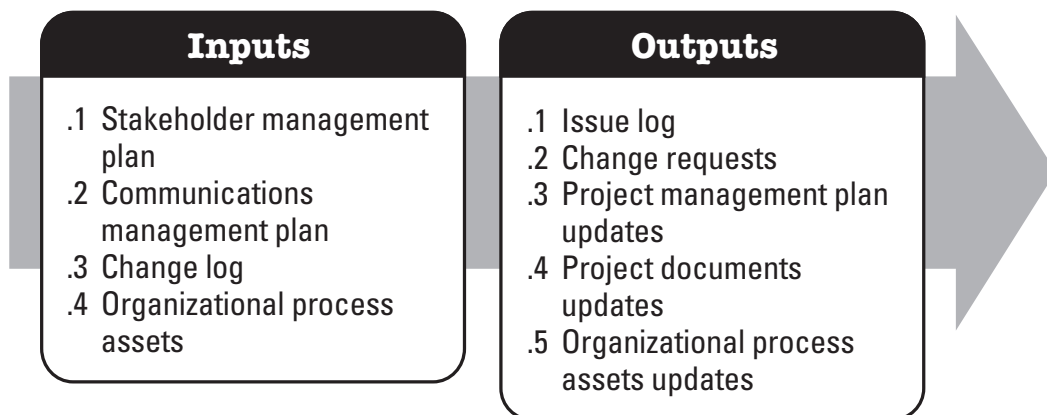 Inputs
.1 Stakeholder management
plan
.2 Communications
management plan
.3 Change log
.4 Organizational process
assets
Outputs
.1 Issue log
.2 Change requests
.3 Project management plan
updates
.4 Project documents
updates
.5 Organizational process
assets updates